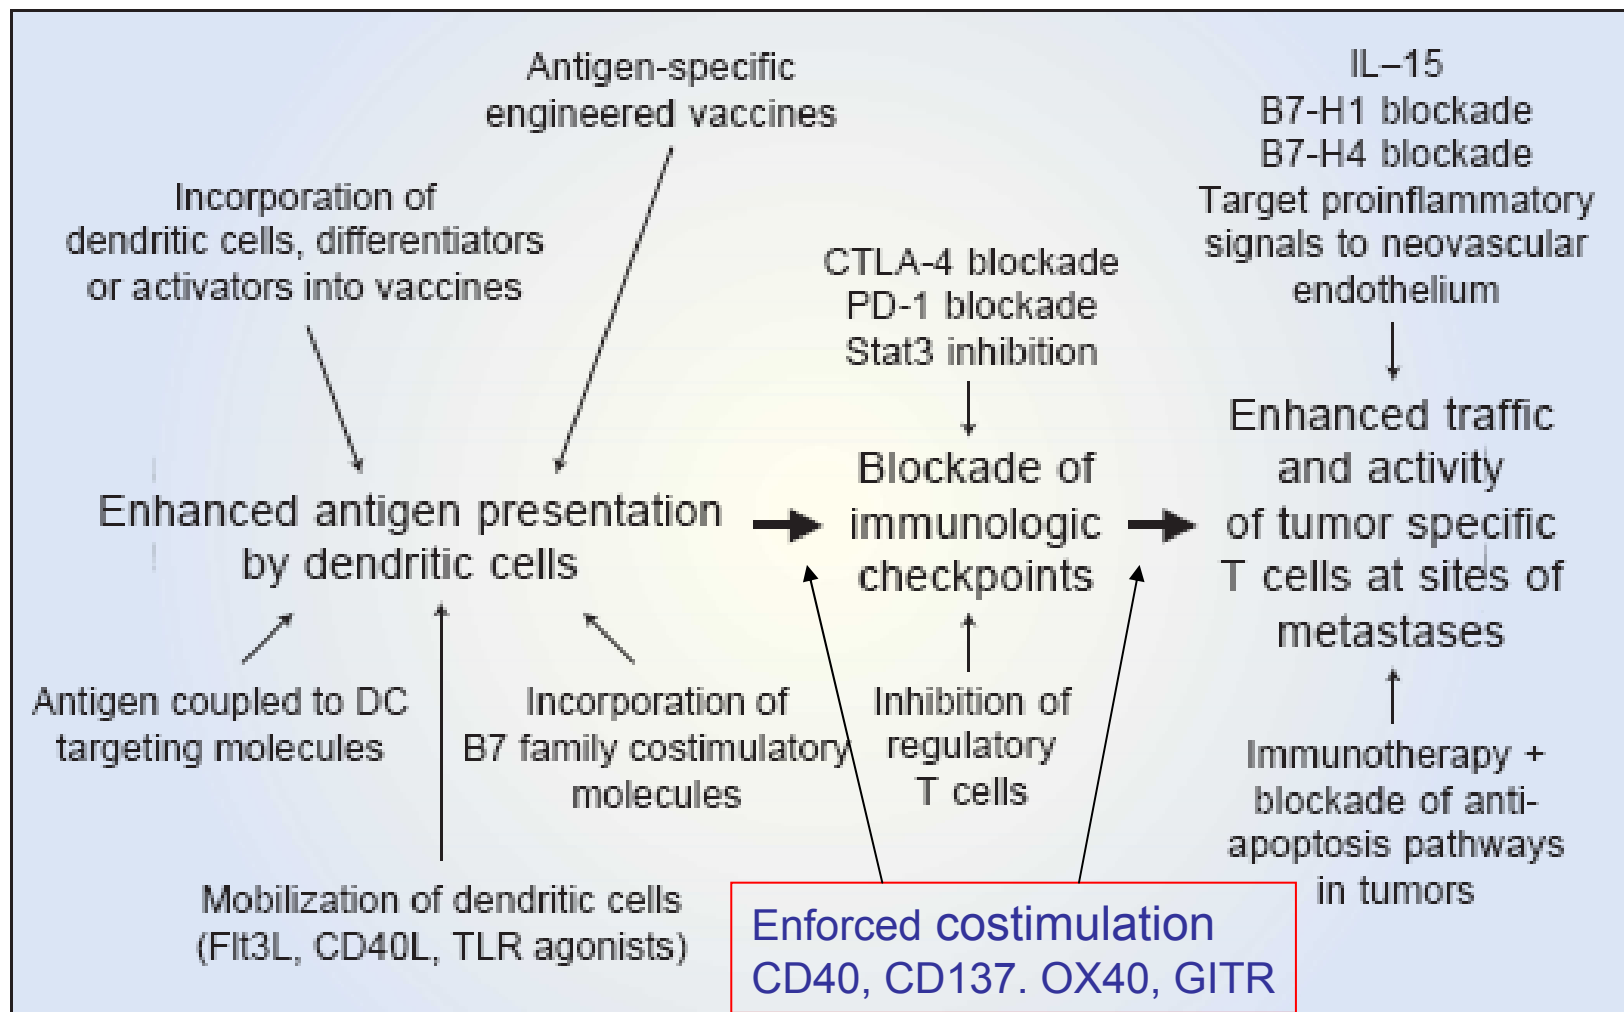 Antigen-specific
engineered vaccines
IL–15
B7-H1 blockade
B7-H4 blockade
Target proinflammatory
signals to neovascular
endothelium
Incorporation of
dendritic cells, differentiators
or activators into vaccines
CTLA-4 blockade
PD-1 blockade
Stat3 inhibition
Enhanced antigen presentation
by dendritic cells
Blockade of
immunologic
checkpoints
Enhanced traffic
and activity
of tumor specific
T cells at sites of
metastases
Antigen coupled to DC
targeting molecules
Incorporation of
B7 family costimulatory
molecules
Inhibition of
regulatory
T cells
Immunotherapy +
blockade of anti-
apoptosis pathways
in tumors
Mobilization of dendritic cells
(Flt3L, CD40L, TLR agonists)
Enforced costimulation
CD40, CD137. OX40, GITR